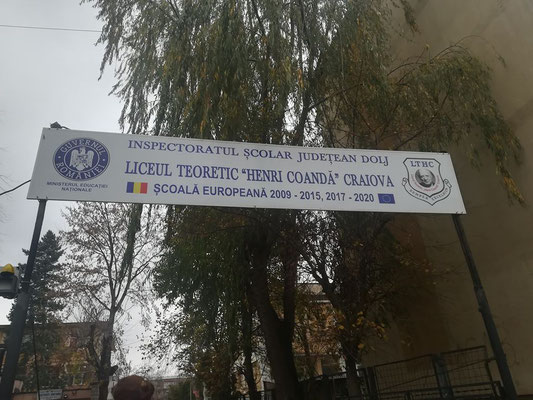 INSPECTORATUL ȘCOLAR JUDEȚEAN DOLJ
LICEUL TEORETIC "HENRI COANDĂ" CRAIOVA
ȘCOALĂ EUROPEANĂ 2009 - 2015, 2017 - 2020
GUVERNUL ROMÂNIEI
MINISTERUL EDUCAȚIEI
NAȚIONALE
LTHC